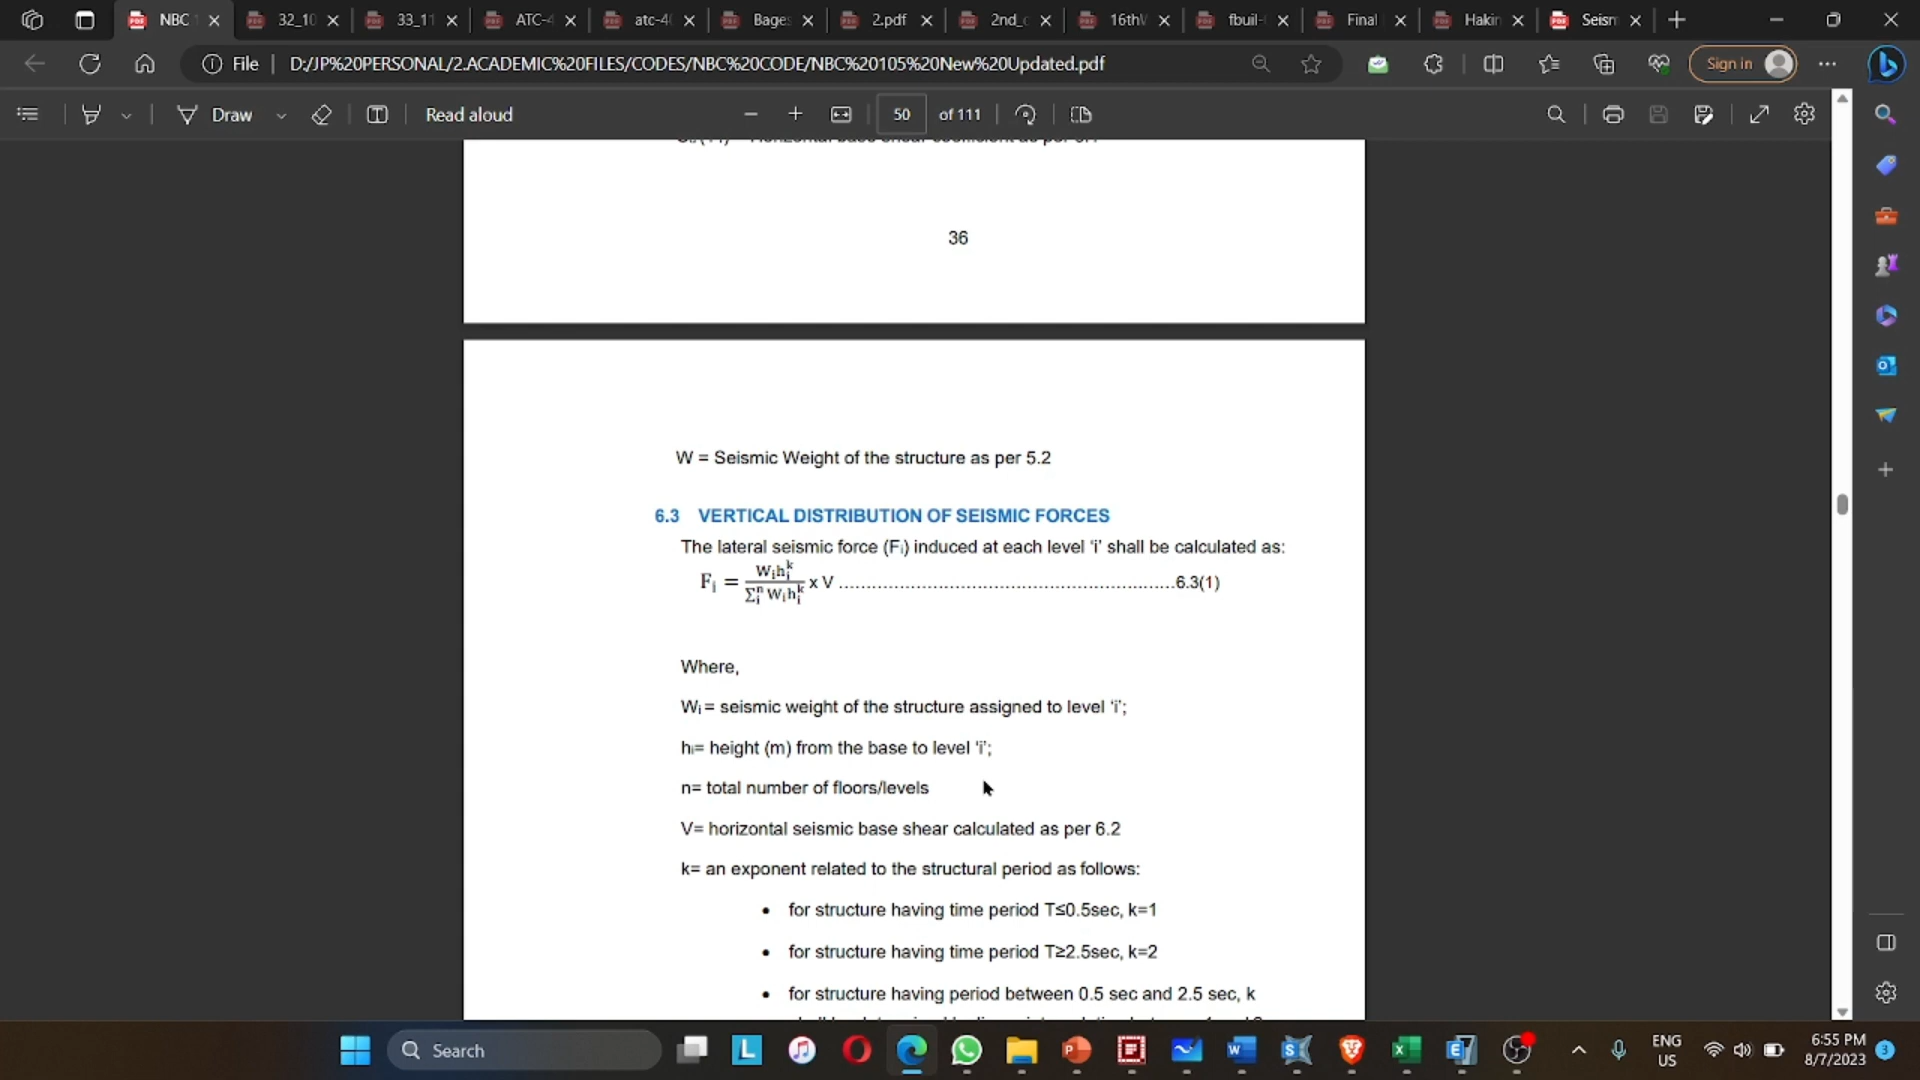 NBC
32_10
33_1
ATC-4
atc-4
Bages
2.pdf
2nd_
16th
fbuil-
Final
Hakin
Seism
File
D:/JP%20PERSONAL/2.ACADEMIC%20FILES/CODES/NBC%20CODE/NBC%20105%20New%20Updated.pdf
Sign in
Draw
Read aloud
50 of 111
36
W = Seismic Weight of the structure as per 5.2
6.3 VERTICAL DISTRIBUTION OF SEISMIC FORCES
The lateral seismic force (Fᵢ) induced at each level ‘i’ shall be calculated as:
Fᵢ = Wᵢhᵢᵏ / Σᵢⁿ Wᵢhᵢᵏ x V ............................................................6.3(1)
Where,
Wᵢ = seismic weight of the structure assigned to level ‘i’;
hᵢ= height (m) from the base to level ‘i’;
n= total number of floors/levels
V= horizontal seismic base shear calculated as per 6.2
k= an exponent related to the structural period as follows:
• for structure having time period T≤0.5sec, k=1
• for structure having time period T≥2.5sec, k=2
• for structure having period between 0.5 sec and 2.5 sec, k
Search
ENG
US
6:55 PM
8/7/2023
3